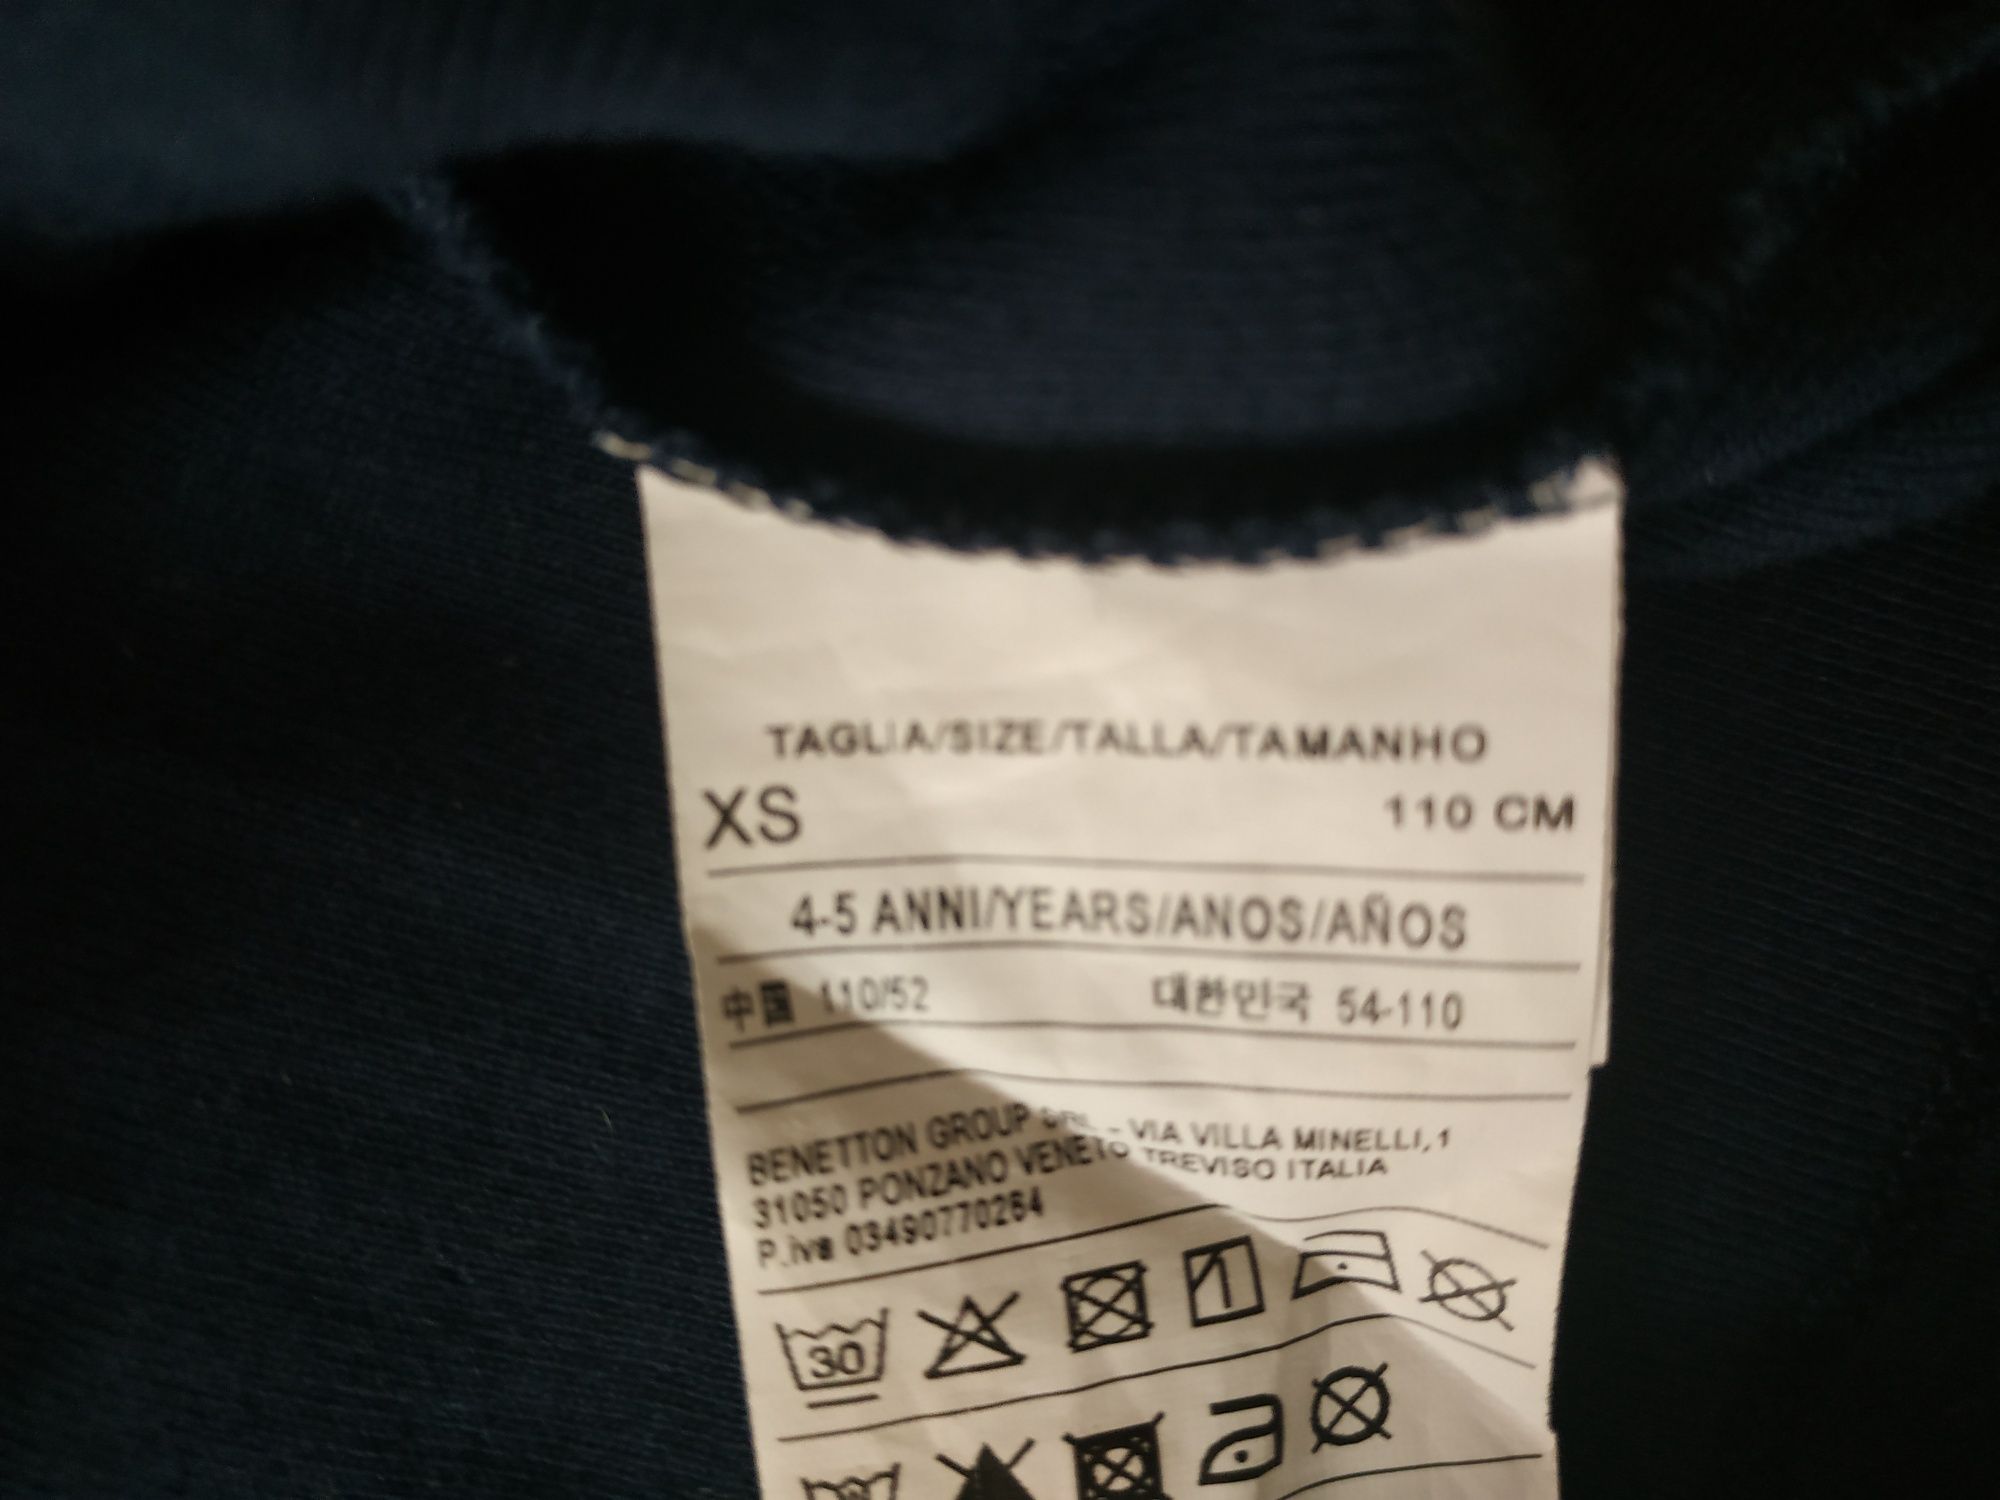 TAGLIA/SIZE/TALLA/TAMANHO
XS 110 CM
4-5 ANNI/YEARS/ANOS/AÑOS
中国 110/52 대한민국 54-110
BENETTON GROUP SRL - VIA VILLA MINELLI,1
31050 PONZANO VENETO TREVISO ITALIA
P.iva 03490770264
30